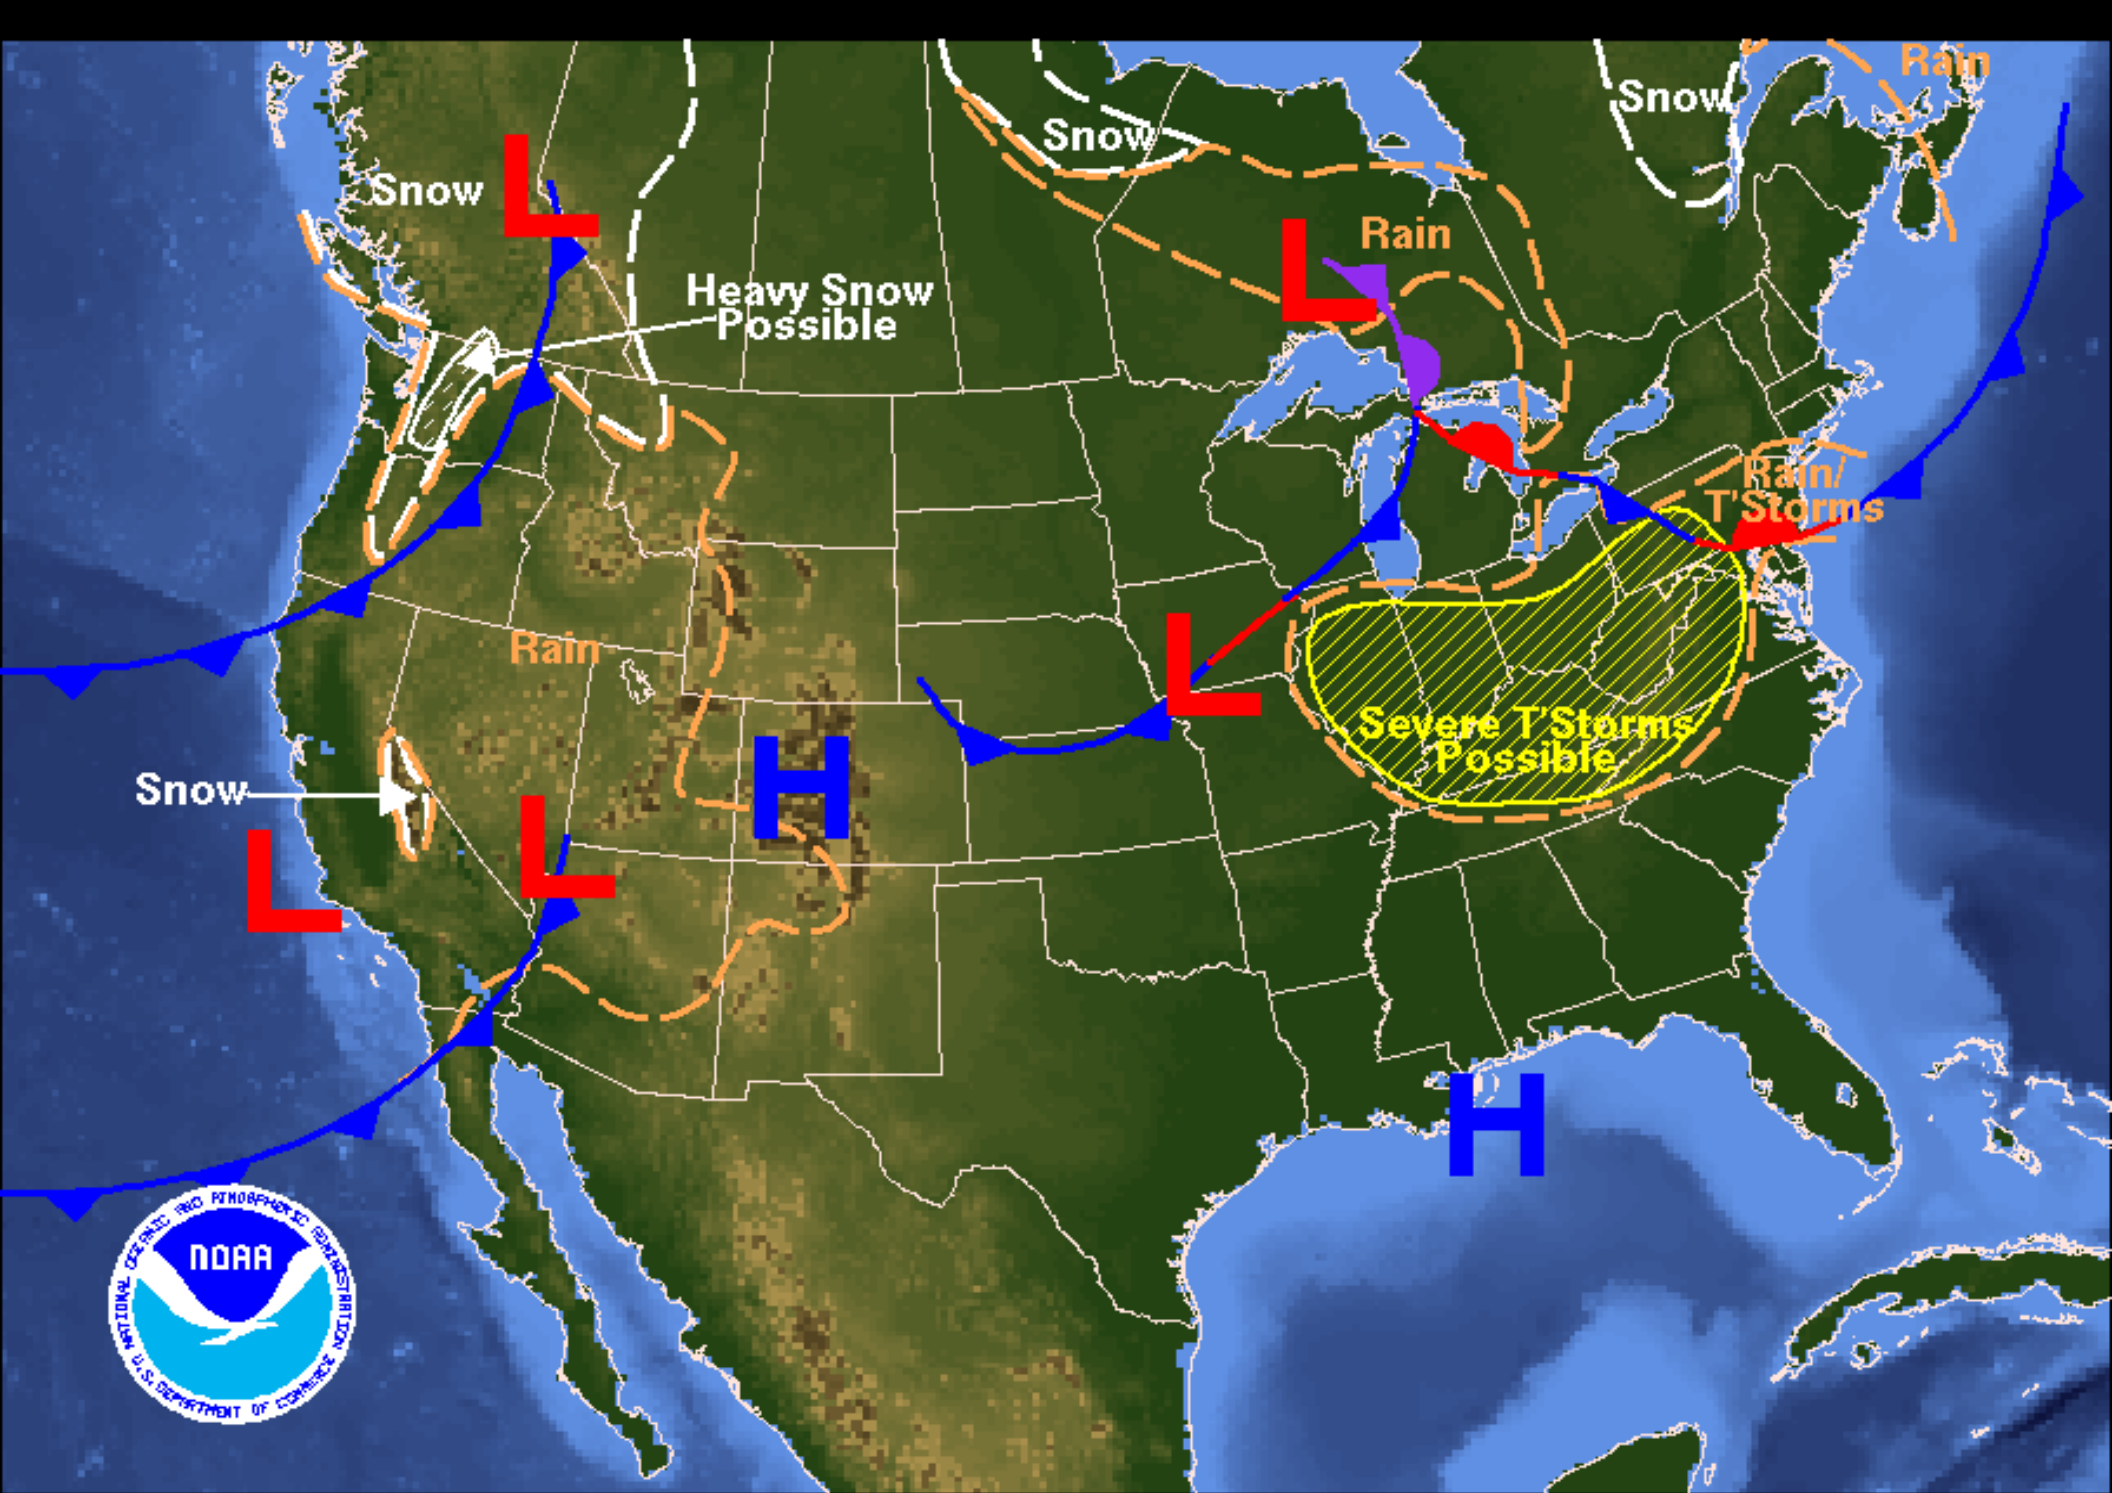 Rain
Snow
Snow
Snow
Rain
Heavy Snow
Possible
Rain/
T'Storms
Rain
Severe T'Storms
Possible
Snow
L
L
L
L
L
H
H
NOAA
NATIONAL OCEANIC AND ATMOSPHERIC ADMINISTRATION
U.S. DEPARTMENT OF COMMERCE